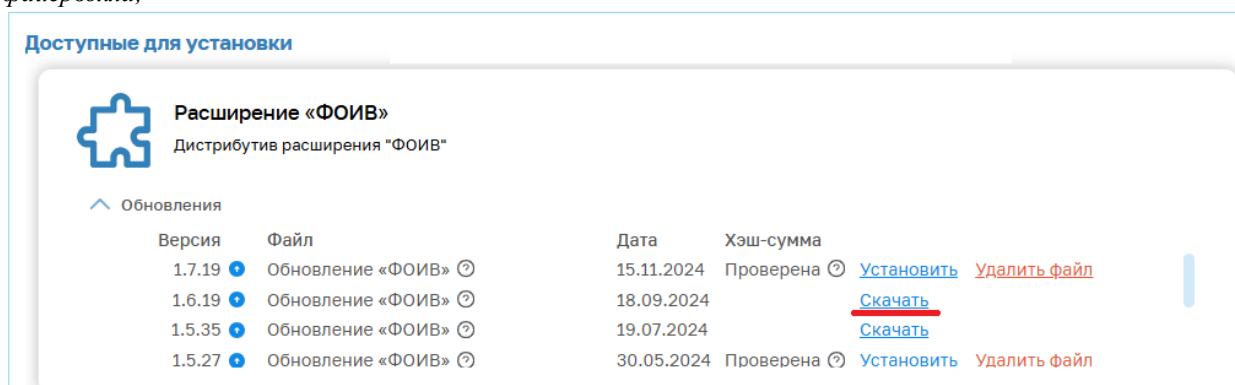 Доступные для установки
Расширение «ФОИВ»
Дистрибутив расширения "ФОИВ"
Обновления
Версия Файл Дата Хэш-сумма
1.7.19 Обновление «ФОИВ» 15.11.2024 Проверена Установить Удалить файл
1.6.19 Обновление «ФОИВ» 18.09.2024 Скачать
1.5.35 Обновление «ФОИВ» 19.07.2024 Скачать
1.5.27 Обновление «ФОИВ» 30.05.2024 Проверена Установить Удалить файл